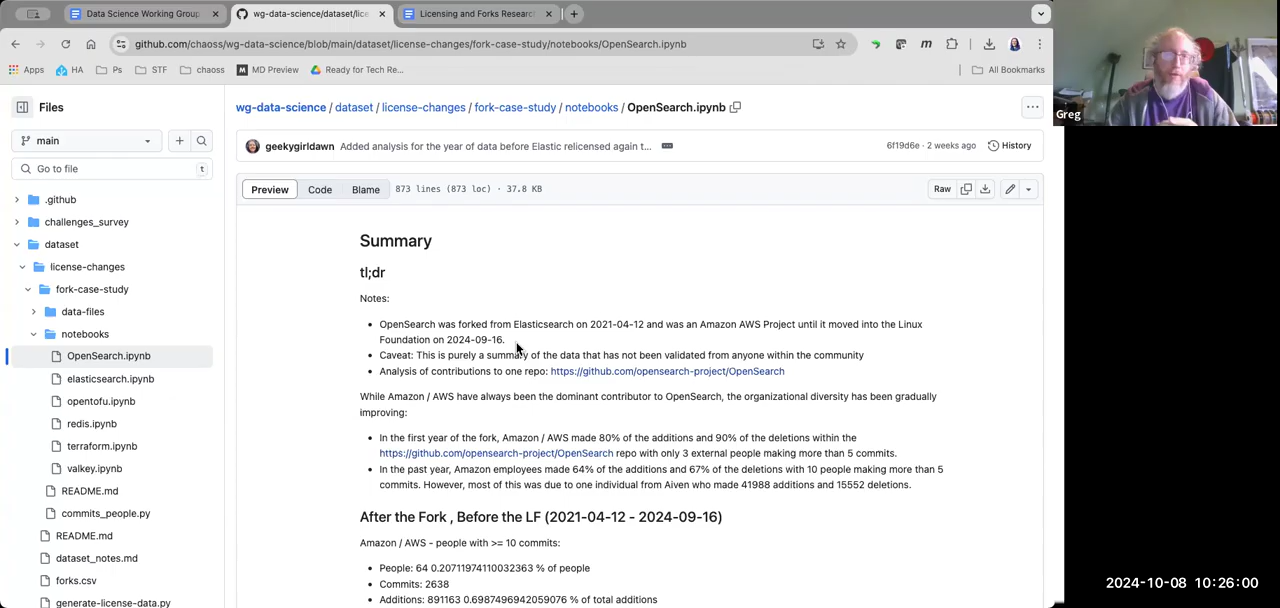 Data Science Working Group
wg-data-science/dataset/lice
Licensing and Forks Researc
github.com/chaoss/wg-data-science/blob/main/dataset/license-changes/fork-case-study/notebooks/OpenSearch.ipynb
Apps
HA
Ps
STF
chaoss
MD Preview
Ready for Tech Re...
All Bookmarks
Greg
Files
main
Go to file
t
.github
challenges_survey
dataset
license-changes
fork-case-study
data-files
notebooks
OpenSearch.ipynb
elasticsearch.ipynb
opentofu.ipynb
redis.ipynb
terraform.ipynb
valkey.ipynb
README.md
commits_people.py
README.md
dataset_notes.md
forks.csv
generate-license-data.py
wg-data-science / dataset / license-changes / fork-case-study / notebooks / OpenSearch.ipynb
geekygirldawn Added analysis for the year of data before Elastic relicensed again t...
6f19d6e · 2 weeks ago
History
Preview
Code
Blame
873 lines (873 loc) · 37.8 KB
Raw
Summary
tl;dr
Notes:
OpenSearch was forked from Elasticsearch on 2021-04-12 and was an Amazon AWS Project until it moved into the Linux
Foundation on 2024-09-16.
Caveat: This is purely a summary of the data that has not been validated from anyone within the community
Analysis of contributions to one repo: https://github.com/opensearch-project/OpenSearch
While Amazon / AWS have always been the dominant contributor to OpenSearch, the organizational diversity has been gradually
improving:
In the first year of the fork, Amazon / AWS made 80% of the additions and 90% of the deletions within the
https://github.com/opensearch-project/OpenSearch repo with only 3 external people making more than 5 commits.
In the past year, Amazon employees made 64% of the additions and 67% of the deletions with 10 people making more than 5
commits. However, most of this was due to one individual from Aiven who made 41988 additions and 15552 deletions.
After the Fork , Before the LF (2021-04-12 - 2024-09-16)
Amazon / AWS - people with >= 10 commits:
People: 64 0.20711974110032363 % of people
Commits: 2638
Additions: 891163 0.6987496942059076 % of total additions
2024-10-08 10:26:00